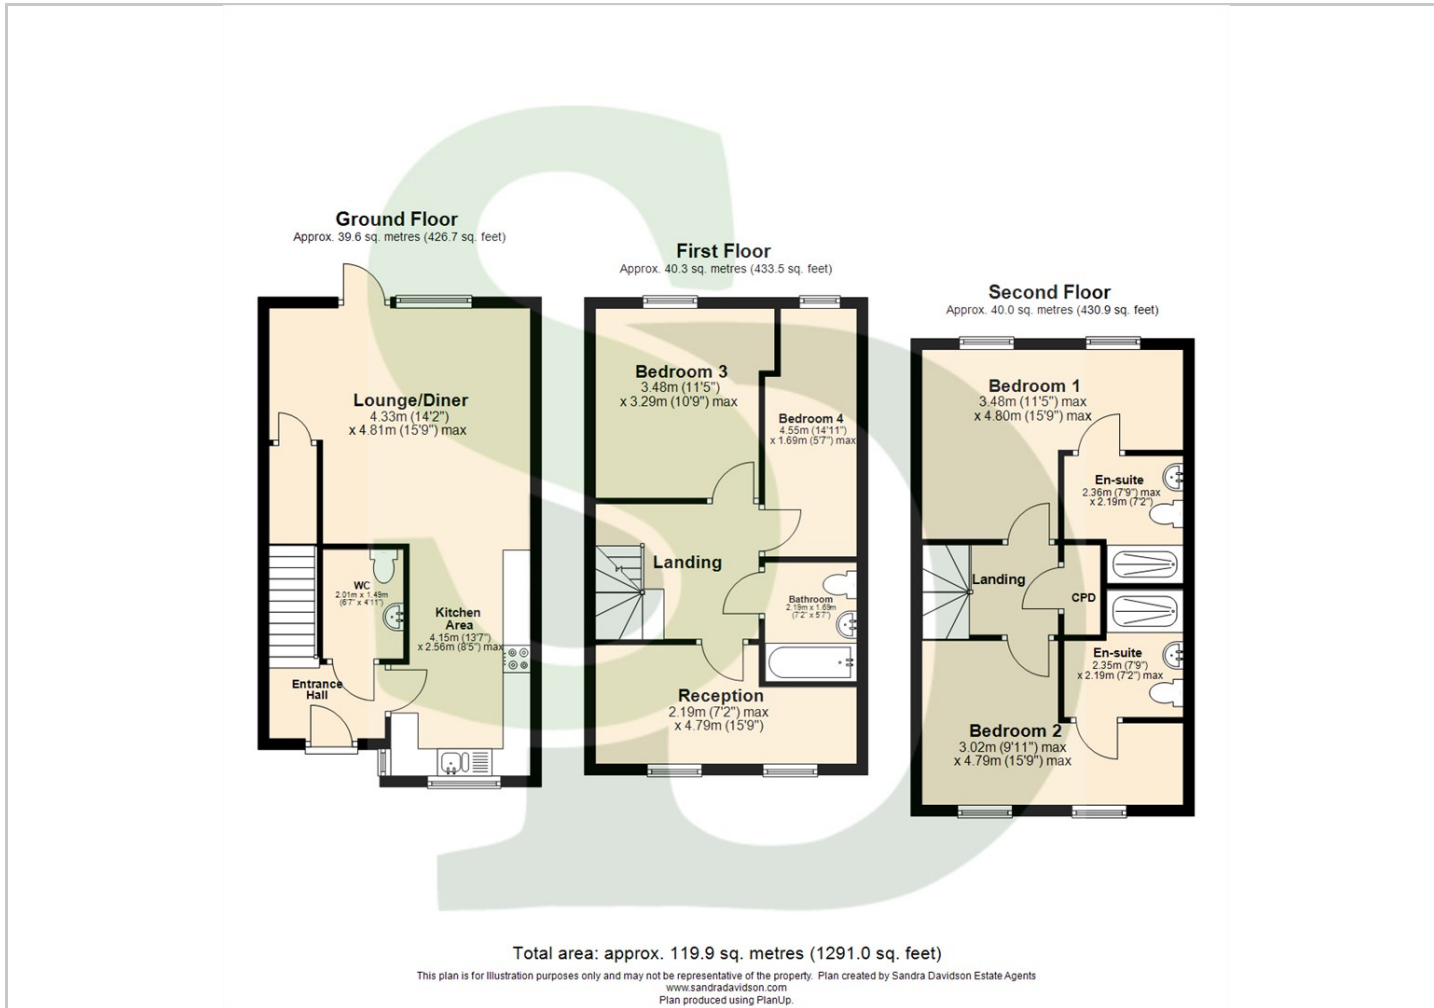 Ground Floor
Approx. 39.6 sq. metres (426.7 sq. feet)
Lounge/Diner
4.33m (14'2")
x 4.81m (15'9") max
WC
2.01m x 1.49m
(6'7" x 4'11")
Kitchen
Area
4.15m (13'7")
x 2.56m (8'5") max
Entrance
Hall
First Floor
Approx. 40.3 sq. metres (433.5 sq. feet)
Bedroom 3
3.48m (11'5")
x 3.29m (10'9") max
Bedroom 4
4.55m (14'11")
x 1.69m (5'7") max
Landing
Bathroom
2.19m x 1.69m
(7'2" x 5'7")
Reception
2.19m (7'2") max
x 4.79m (15'9")
Second Floor
Approx. 40.0 sq. metres (430.9 sq. feet)
Bedroom 1
3.48m (11'5") max
x 4.80m (15'9") max
En-suite
2.36m (7'9") max
x 2.19m (7'2")
Landing
CPD
En-suite
2.35m (7'9")
x 2.19m (7'2") max
Bedroom 2
3.02m (9'11") max
x 4.79m (15'9") max
SD
Total area: approx. 119.9 sq. metres (1291.0 sq. feet)
This plan is for Illustration purposes only and may not be representative of the property. Plan created by Sandra Davidson Estate Agents
www.sandradavidson.com
Plan produced using PlanUp.